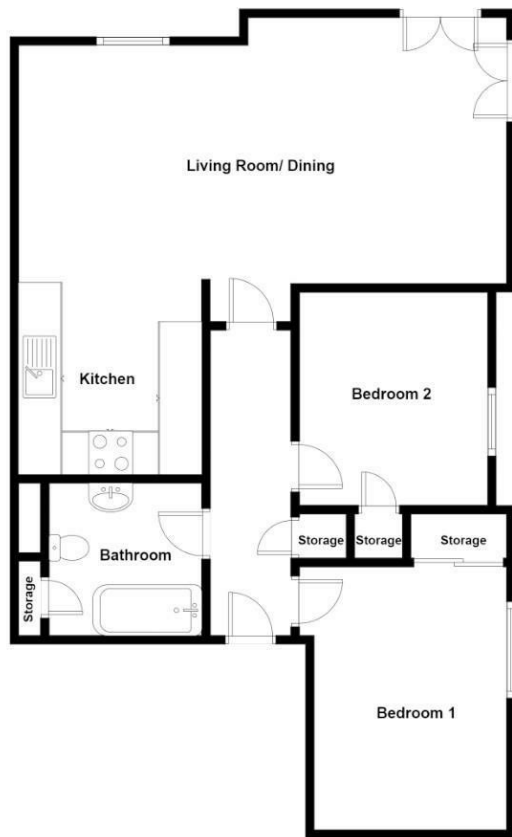 Living Room/ Dining
Kitchen
Bedroom 2
Storage
Storage
Storage
Bathroom
Storage
Bedroom 1